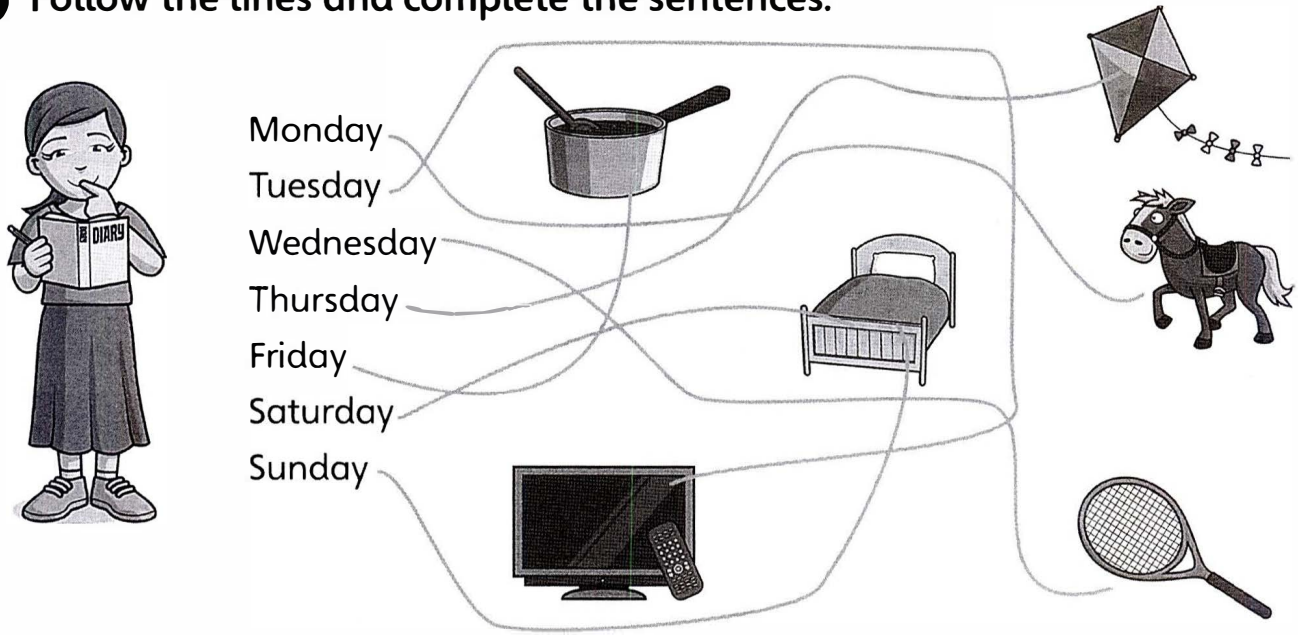 Follow the lines and complete the sentences.
Monday
Tuesday
Wednesday
Thursday
Friday
Saturday
Sunday
DIARY